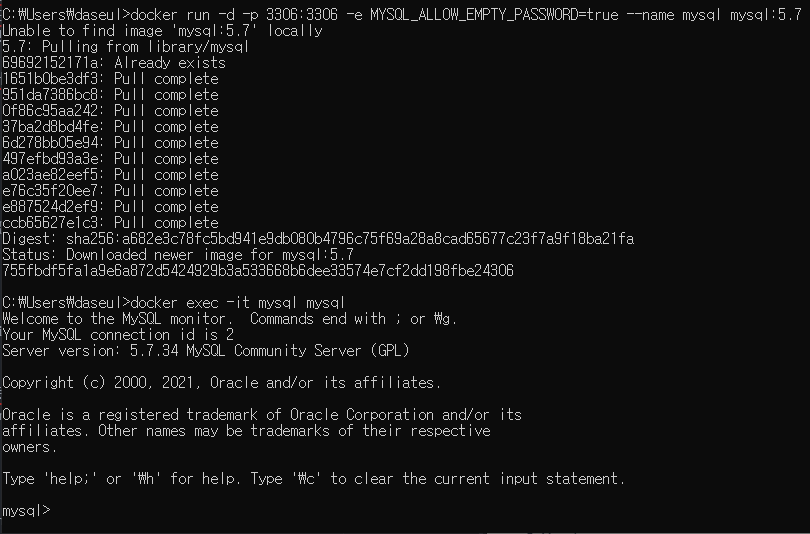 C:₩Users₩daseul>docker run -d -p 3306:3306 -e MYSQL_ALLOW_EMPTY_PASSWORD=true --name mysql mysql:5.7
Unable to find image 'mysql:5.7' locally
5.7: Pulling from library/mysql
69692152171a: Already exists
1651b0be3df3: Pull complete
951da7386bc8: Pull complete
0f86c95aa242: Pull complete
37ba2d8bd4fe: Pull complete
6d278bb05e94: Pull complete
497efbd93a3e: Pull complete
a023ae82eef5: Pull complete
e76c35f20ee7: Pull complete
e887524d2ef9: Pull complete
ccb65627e1c3: Pull complete
Digest: sha256:a682e3c78fc5bd941e9db080b4796c75f69a28a8cad65677c23f7a9f18ba21fa
Status: Downloaded newer image for mysql:5.7
755fbdf5fa1a9e6a872d5424929b3a533668b6dee33574e7cf2dd198fbe24306
C:₩Users₩daseul>docker exec -it mysql mysql
Welcome to the MySQL monitor.  Commands end with ; or ₩g.
Your MySQL connection id is 2
Server version: 5.7.34 MySQL Community Server (GPL)
Copyright (c) 2000, 2021, Oracle and/or its affiliates.
Oracle is a registered trademark of Oracle Corporation and/or its
affiliates. Other names may be trademarks of their respective
owners.
Type 'help;' or '₩h' for help. Type '₩c' to clear the current input statement.
mysql>